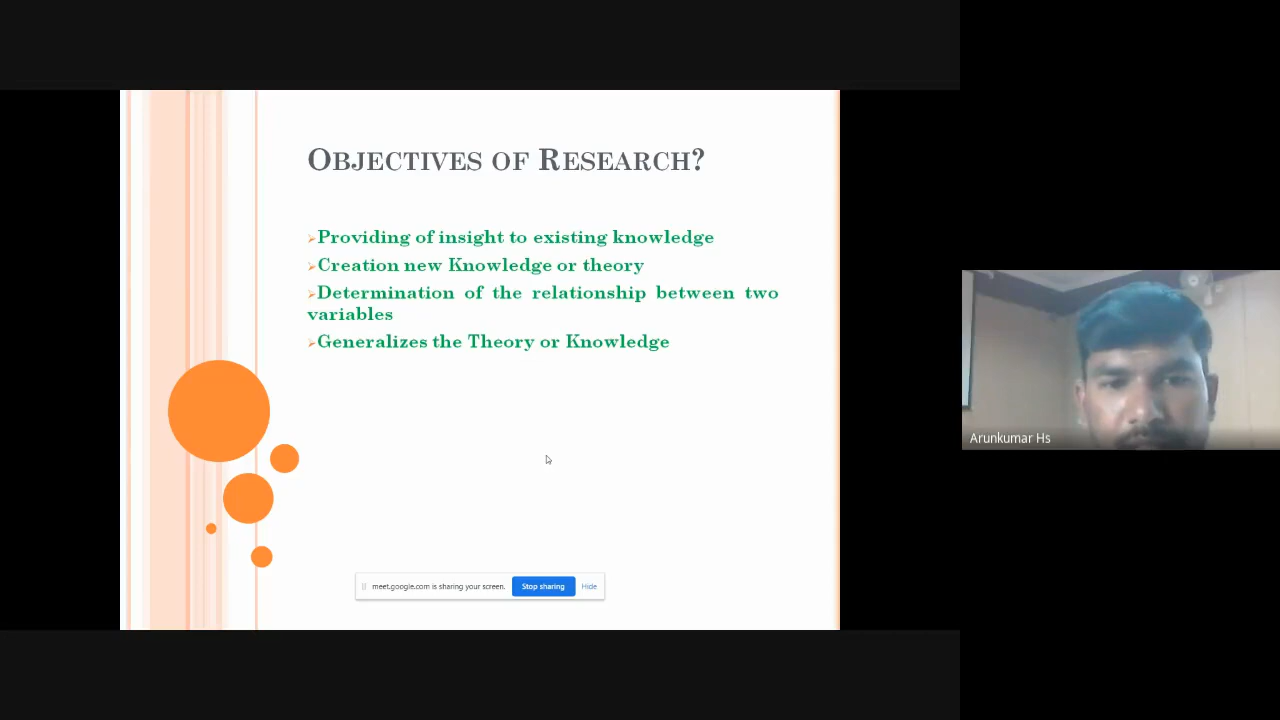 OBJECTIVES OF RESEARCH?
➢Providing of insight to existing knowledge
➢Creation new Knowledge or theory
➢Determination of the relationship between two
variables
➢Generalizes the Theory or Knowledge
Arunkumar Hs
meet.google.com is sharing your screen. Stop sharing Hide